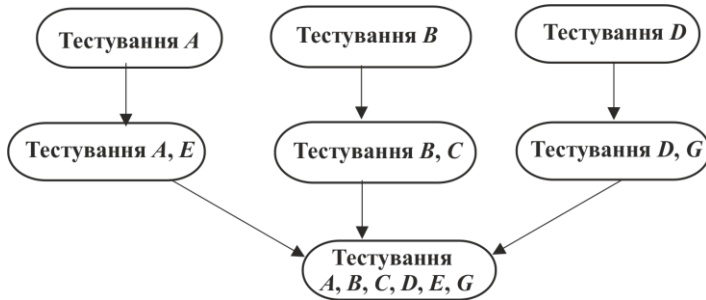 Тестування A
Тестування B
Тестування D
Тестування A, E
Тестування B, C
Тестування D, G
Тестування
A, B, C, D, E, G